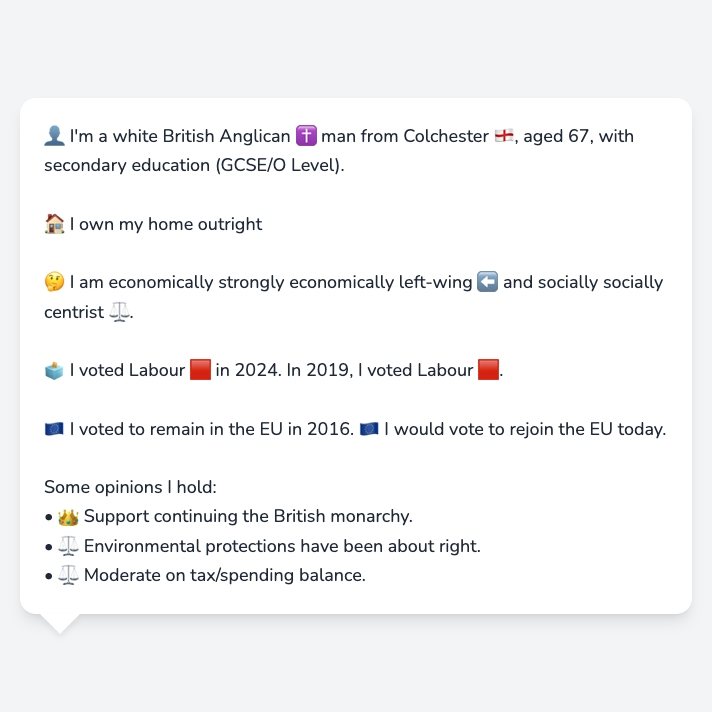 👤 I'm a white British Anglican ✝️ man from Colchester 🏴󠁧󠁢󠁥󠁮󠁧󠁿, aged 67, with
secondary education (GCSE/O Level).
🏠 I own my home outright
🤔 I am economically strongly economically left-wing ⬅️ and socially socially
centrist ⚖️.
🗳️ I voted Labour 🟥 in 2024. In 2019, I voted Labour 🟥.
🇪🇺 I voted to remain in the EU in 2016. 🇪🇺 I would vote to rejoin the EU today.
Some opinions I hold:
• 👑 Support continuing the British monarchy.
• ⚖️ Environmental protections have been about right.
• ⚖️ Moderate on tax/spending balance.